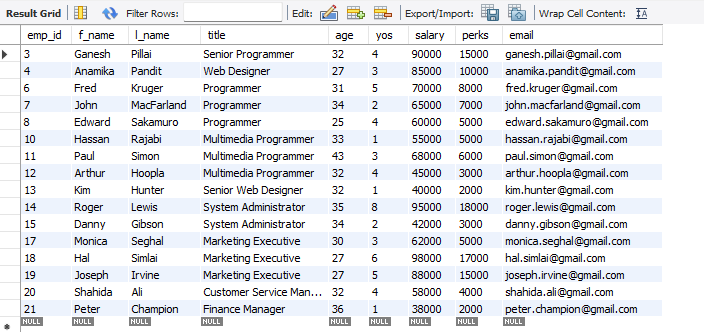 Result Grid Filter Rows: Edit: Export/Import: Wrap Cell Content: IA
emp_id f_name l_name title age yos salary perks email
3 Ganesh Pillai Senior Programmer 32 4 90000 15000 ganesh.pillai@gmail.com
4 Anamika Pandit Web Designer 27 3 85000 10000 anamika.pandit@gmail.com
6 Fred Kruger Programmer 31 5 70000 8000 fred.kruger@gmail.com
7 John MacFarland Programmer 34 2 65000 7000 john.macfarland@gmail.com
8 Edward Sakamuro Programmer 25 4 60000 5000 edward.sakamuro@gmail.com
10 Hassan Rajabi Multimedia Programmer 33 1 55000 5000 hassan.rajabi@gmail.com
11 Paul Simon Multimedia Programmer 43 3 68000 6000 paul.simon@gmail.com
12 Arthur Hoopla Multimedia Programmer 32 4 45000 3000 arthur.hoopla@gmail.com
13 Kim Hunter Senior Web Designer 32 1 40000 2000 kim.hunter@gmail.com
14 Roger Lewis System Administrator 35 8 95000 18000 roger.lewis@gmail.com
15 Danny Gibson System Administrator 34 2 42000 3000 danny.gibson@gmail.com
17 Monica Seghal Marketing Executive 30 3 62000 5000 monica.seghal@gmail.com
18 Hal Simlai Marketing Executive 27 6 98000 17000 hal.simlai@gmail.com
19 Joseph Irvine Marketing Executive 27 5 88000 15000 joseph.irvine@gmail.com
20 Shahida Ali Customer Service Man... 32 4 58000 4000 shahida.ali@gmail.com
21 Peter Champion Finance Manager 36 1 38000 2000 peter.champion@gmail.com
NULL NULL NULL NULL NULL NULL NULL NULL NULL